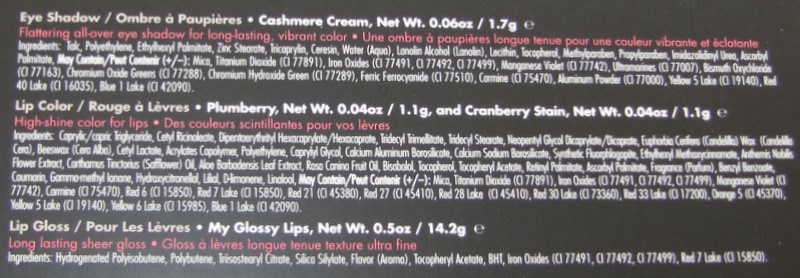 Eye Shadow / Ombre à Paupières • Cashmere Cream, Net Wt. 0.06oz / 1.7g e
Flattering all-over eye shadow for long-lasting, vibrant color • Une ombre à paupières longue tenue pour une couleur vibrante et éclatante
Ingredients: Talc, Polyethylene, Ethylhexyl Palmitate, Zinc Stearate, Tricaprylin, Ceresin, Water (Aqua), Lanolin Alcohol (Lanolin), Lecithin, Tocopherol, Methylparaben, Propylparaben, Imidazolidinyl Urea, Ascorbyl
Palmitate, May Contain/Peut Contenir (+/–): Mica, Titanium Dioxide (CI 77891), Iron Oxides (CI 77491, CI 77492, CI 77499), Manganese Violet (CI 77742), Ultramarines (CI 77007), Bismuth Oxychloride
(CI 77163), Chromium Oxide Greens (CI 77288), Chromium Hydroxide Green (CI 77289), Ferric Ferrocyanide (CI 77510), Carmine (CI 75470), Aluminum Powder (CI 77000), Yellow 5 Lake (CI 19140), Red
40 Lake (CI 16035), Blue 1 Lake (CI 42090).
Lip Color / Rouge à Lèvres • Plumberry, Net Wt. 0.04oz / 1.1g, and Cranberry Stain, Net Wt. 0.04oz / 1.1g e
High-shine color for lips • Des couleurs scintillantes pour vos lèvres
Ingredients: Caprylic/capric Triglyceride, Cetyl Ricinoleate, Dipentaerythrityl Hexacaprylate/Hexacaprate, Tridecyl Trimellitate, Tridecyl Stearate, Neopentyl Glycol Dicaprylate/Dicaprate, Euphorbia Cerifera (Candelilla) Wax (Candelilla
Cera), Beeswax (Cera Alba), Cetyl Lactate, Acrylates Copolymer, Polyethylene, Caprylyl Glycol, Calcium Aluminum Borosilicate, Calcium Sodium Borosilicate, Synthetic Fluorphlogopite, Ethylhexyl Methoxycinnamate, Anthemis Nobilis
Flower Extract, Carthamus Tinctorius (Safflower) Oil, Aloe Barbadensis Leaf Extract, Rosa Canina Fruit Oil, Bisabolol, Tocopherol, Tocopheryl Acetate, Retinyl Palmitate, Ascorbyl Palmitate, Fragrance (Parfum), Benzyl Benzoate,
Coumarin, Gamma-methyl Ionone, Hydroxycitronellal, Lilial, D-limonene, Linalool, May Contain/Peut Contenir (+/–): Mica, Titanium Dioxide (CI 77891), Iron Oxides (CI 77491, CI 77492, CI 77499), Manganese Violet (CI
77742), Carmine (CI 75470), Red 6 (CI 15850), Red 7 Lake (CI 15850), Red 21 (CI 45380), Red 27 (CI 45410), Red 28 Lake (CI 45410), Red 30 Lake (CI 73360), Red 33 Lake (CI 17200), Orange 5 (CI 45370),
Yellow 5 Lake (CI 19140), Yellow 6 Lake (CI 15985), Blue 1 Lake (CI 42090).
Lip Gloss / Pour Les Lèvres • My Glossy Lips, Net Wt. 0.5oz / 14.2g e
Long lasting sheer gloss • Gloss à lèvres longue tenue texture ultra fine
Ingredients: Hydrogenated Polyisobutene, Polybutene, Triisostearyl Citrate, Silica Silylate, Flavor (Aroma), Tocopheryl Acetate, BHT, Iron Oxides (CI 77491, CI 77492, CI 77499), Red 7 Lake (CI 15850).